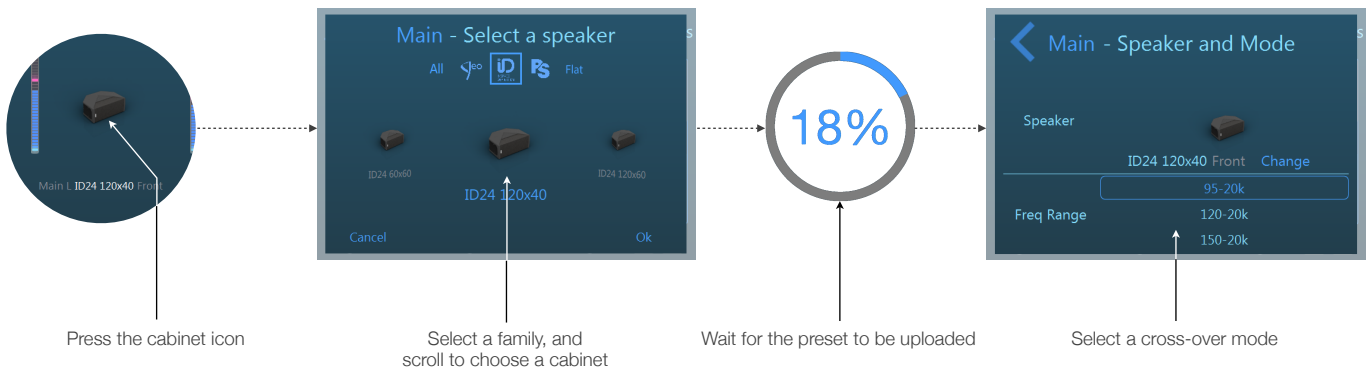 Main L ID24 120x40 Front
Press the cabinet icon
Main - Select a speaker
All geo iD PS Flat
ID24 60x60
ID24 120x60
ID24 120x40
Cancel Ok
Select a family, and
scroll to choose a cabinet
s
18%
Wait for the preset to be uploaded
Main - Speaker and Mode
s
Speaker
ID24 120x40 Front Change
95-20k
Freq Range 120-20k
150-20k
Select a cross-over mode